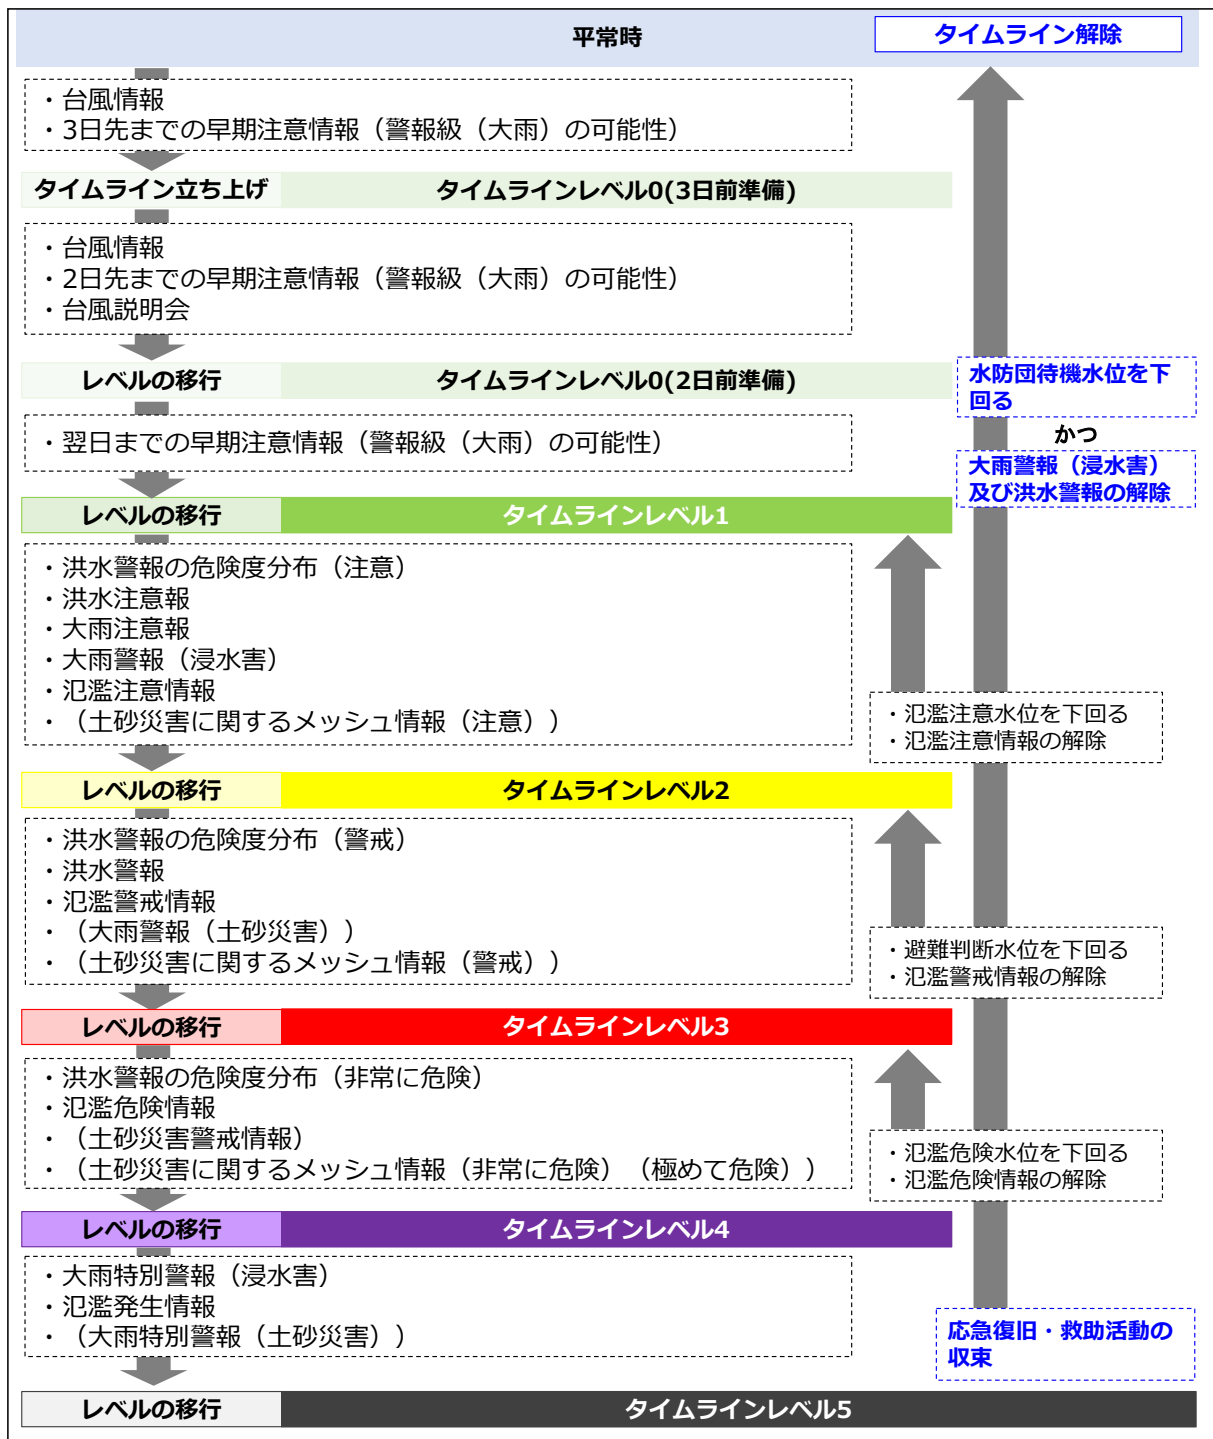 平常時
タイムライン解除
・台風情報
・3日先までの早期注意情報（警報級（大雨）の可能性）
タイムライン立ち上げ
タイムラインレベル0(3日前準備)
・台風情報
・2日先までの早期注意情報（警報級（大雨）の可能性）
・台風説明会
レベルの移行
タイムラインレベル0(2日前準備)
・翌日までの早期注意情報（警報級（大雨）の可能性）
レベルの移行
タイムラインレベル1
・洪水警報の危険度分布（注意）
・洪水注意報
・大雨注意報
・大雨警報（浸水害）
・氾濫注意情報
・（土砂災害に関するメッシュ情報（注意））
レベルの移行
タイムラインレベル2
・洪水警報の危険度分布（警戒）
・洪水警報
・氾濫警戒情報
・（大雨警報（土砂災害））
・（土砂災害に関するメッシュ情報（警戒））
レベルの移行
タイムラインレベル3
・洪水警報の危険度分布（非常に危険）
・氾濫危険情報
・（土砂災害警戒情報）
・（土砂災害に関するメッシュ情報（非常に危険）（極めて危険））
レベルの移行
タイムラインレベル4
・大雨特別警報（浸水害）
・氾濫発生情報
・（大雨特別警報（土砂災害））
レベルの移行
タイムラインレベル5
水防団待機水位を下
回る
かつ
大雨警報（浸水害）
及び洪水警報の解除
・氾濫注意水位を下回る
・氾濫注意情報の解除
・避難判断水位を下回る
・氾濫警戒情報の解除
・氾濫危険水位を下回る
・氾濫危険情報の解除
応急復旧・救助活動の
収束